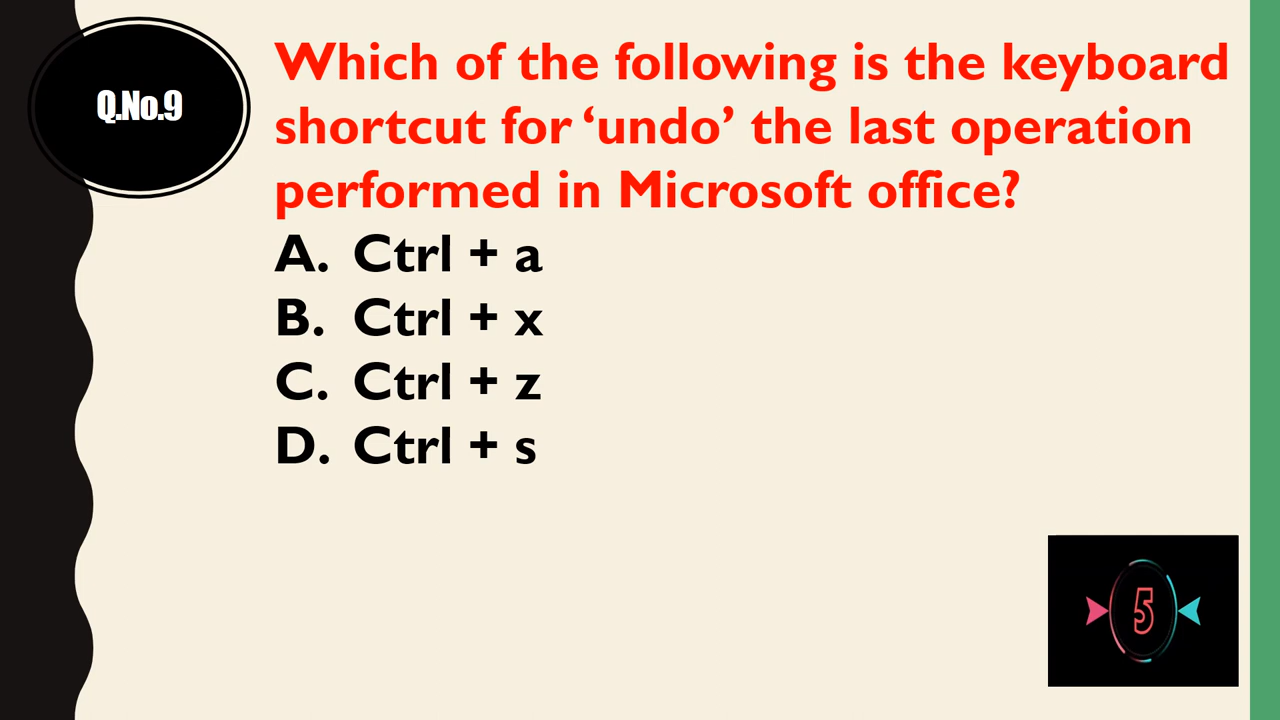 Q.No.9
Which of the following is the keyboard
shortcut for ‘undo’ the last operation
performed in Microsoft office?
A. Ctrl + a
B. Ctrl + x
C. Ctrl + z
D. Ctrl + s
5